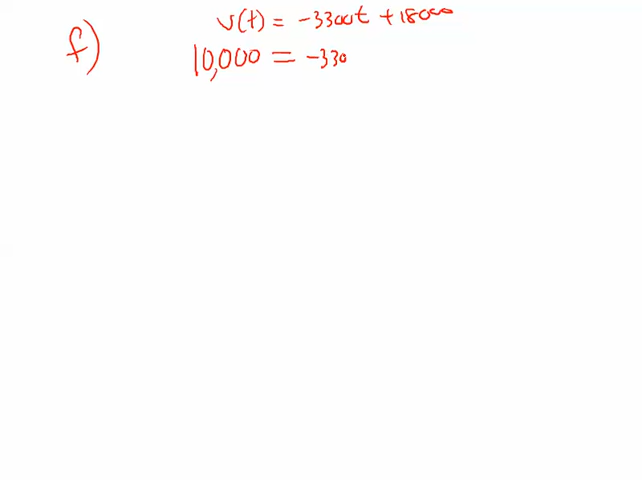 v(t) = -3300t + 18000
f) 10,000 = -330